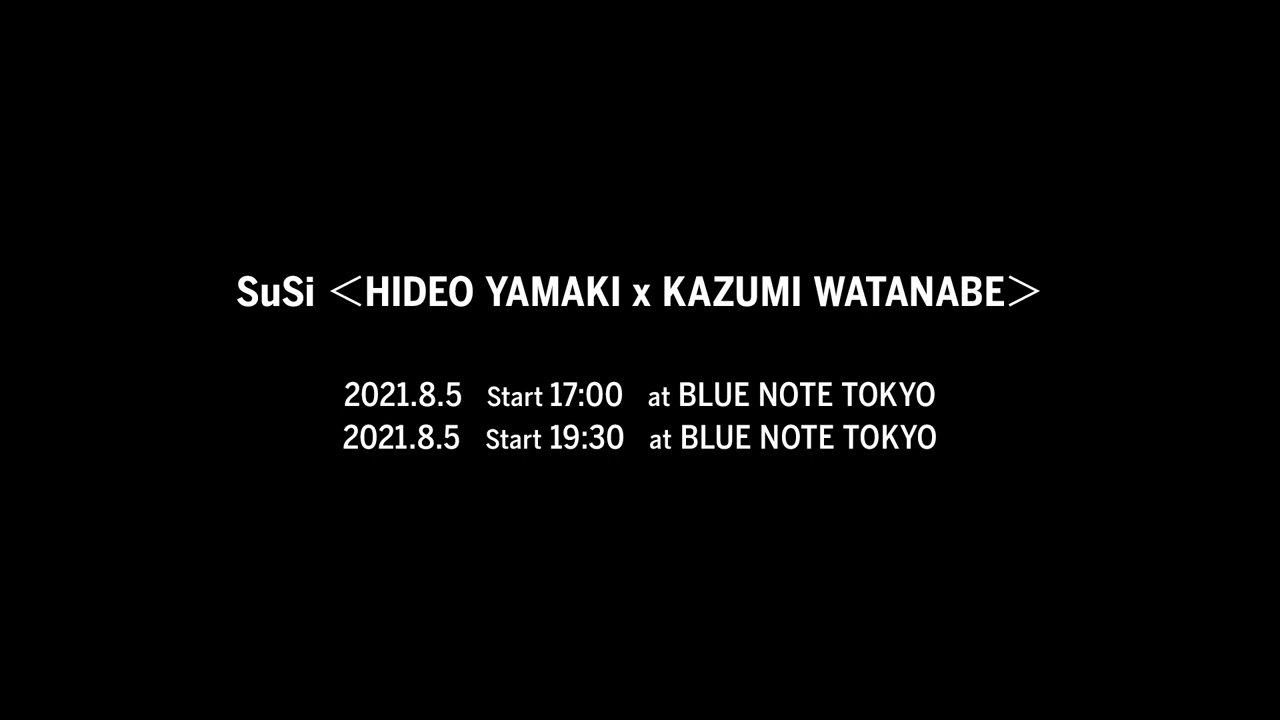 SuSi ＜HIDEO YAMAKI x KAZUMI WATANABE＞
2021.8.5 Start 17:00 at BLUE NOTE TOKYO
2021.8.5 Start 19:30 at BLUE NOTE TOKYO